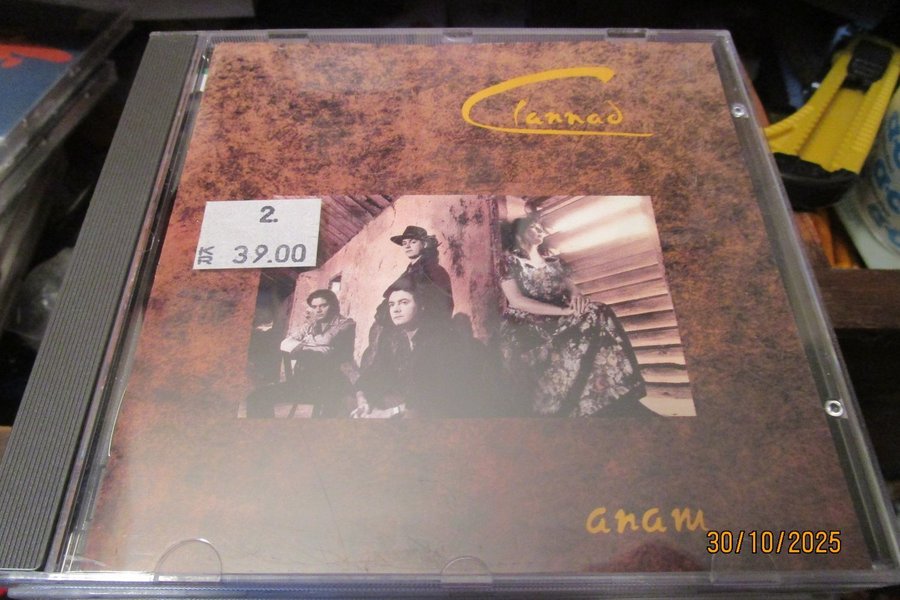 Clannad
2.
KR 39.00
anam
30/10/2025